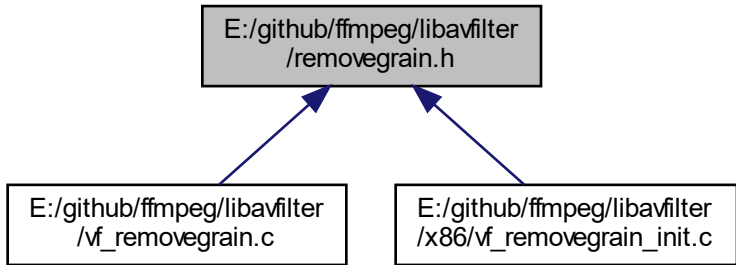 E:/github/ffmpeg/libavfilter
/removegrain.h
E:/github/ffmpeg/libavfilter
/vf_removegrain.c
E:/github/ffmpeg/libavfilter
/x86/vf_removegrain_init.c